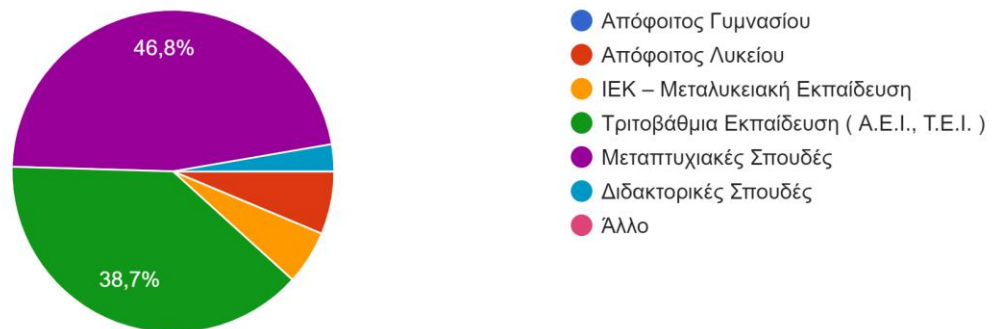 46,8%
38,7%
Απόφοιτος Γυμνασίου
Απόφοιτος Λυκείου
ΙΕΚ – Μεταλυκειακή Εκπαίδευση
Τριτοβάθμια Εκπαίδευση ( Α.Ε.Ι., Τ.Ε.Ι. )
Μεταπτυχιακές Σπουδές
Διδακτορικές Σπουδές
Άλλο